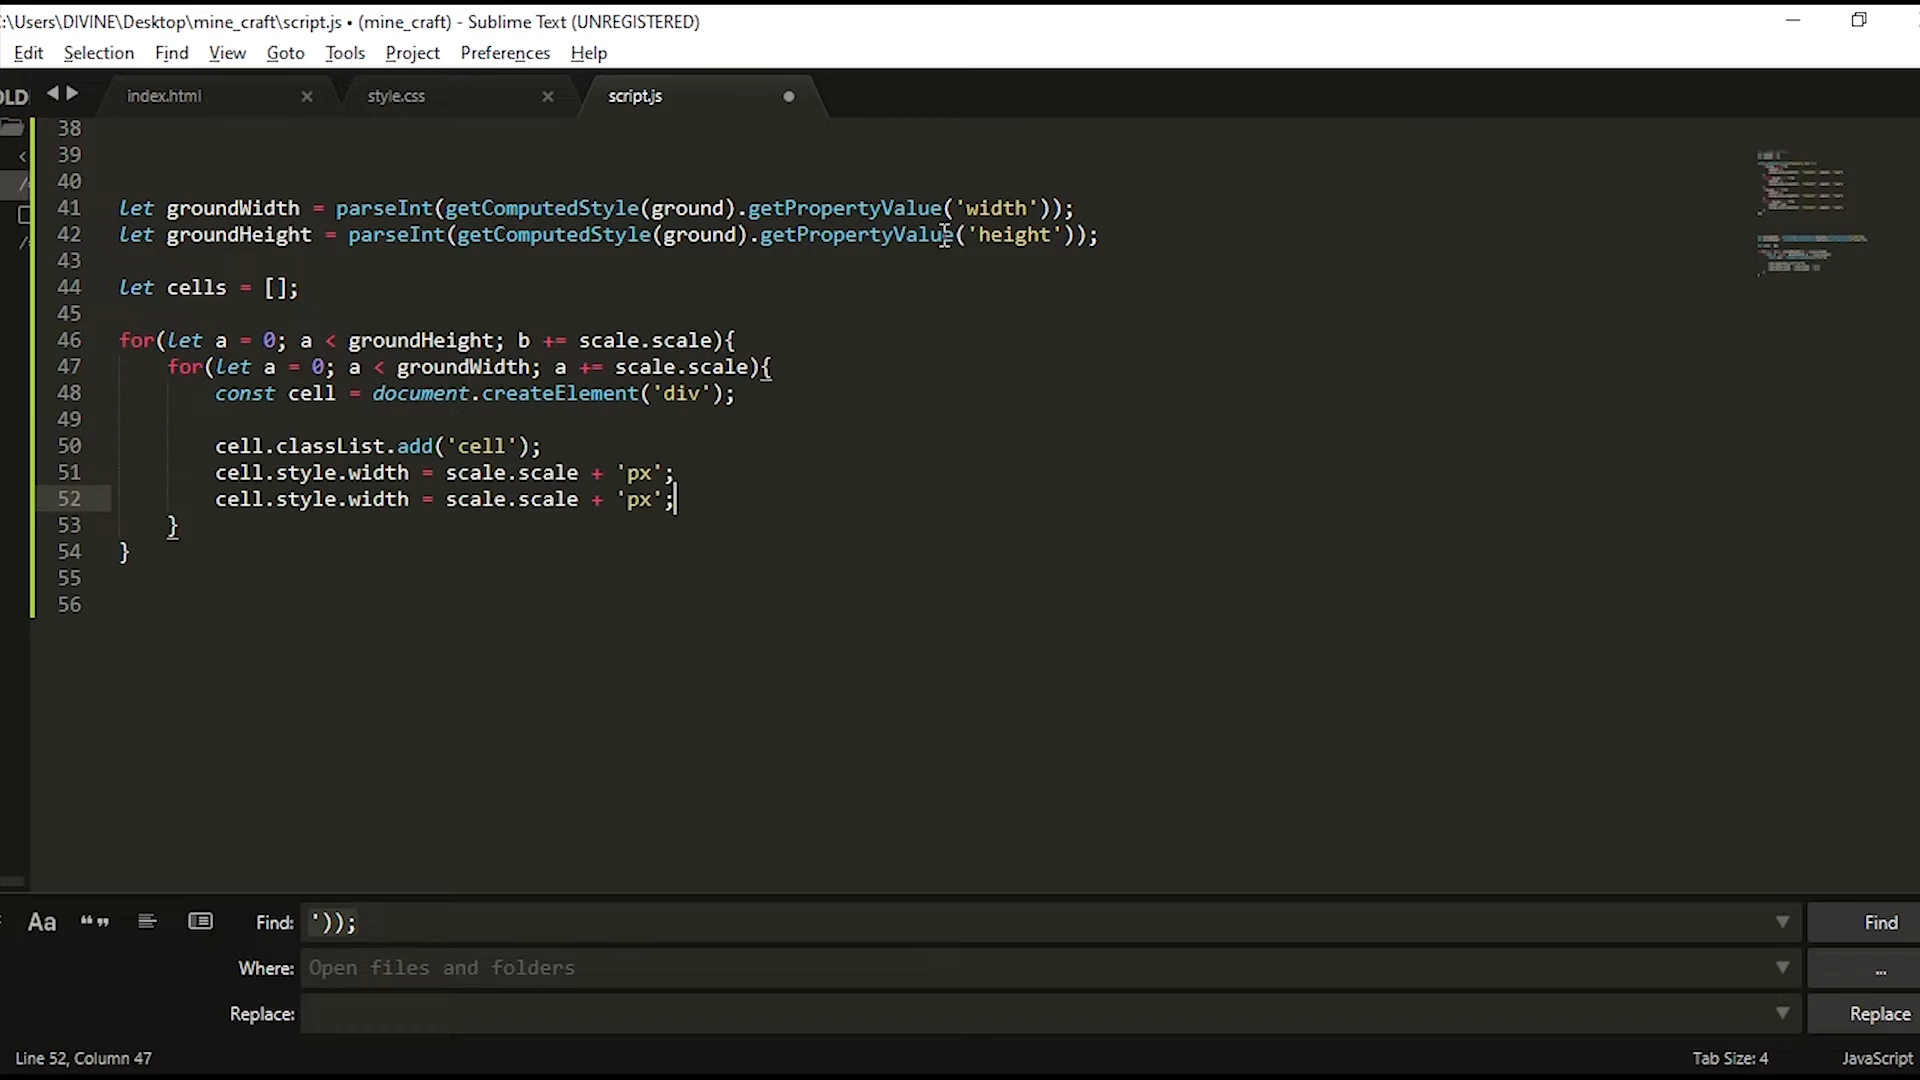 :\Users\DIVINE\Desktop\mine_craft\script.js • (mine_craft) - Sublime Text (UNREGISTERED)
Edit Selection Find View Goto Tools Project Preferences Help
OLD index.html style.css script.js
38
39
40
41 let groundWidth = parseInt(getComputedStyle(ground).getPropertyValue('width'));
42 let groundHeight = parseInt(getComputedStyle(ground).getPropertyValue('height'));
43
44 let cells = [];
45
46 for(let a = 0; a < groundHeight; b += scale.scale){
47 for(let a = 0; a < groundWidth; a += scale.scale){
48 const cell = document.createElement('div');
49
50 cell.classList.add('cell');
51 cell.style.width = scale.scale + 'px';
52 cell.style.width = scale.scale + 'px';
53 }
54 }
55
56
Aa Find: ')); Find
Where: Open files and folders ...
Replace: Replace
Line 52, Column 47 Tab Size: 4 JavaScript